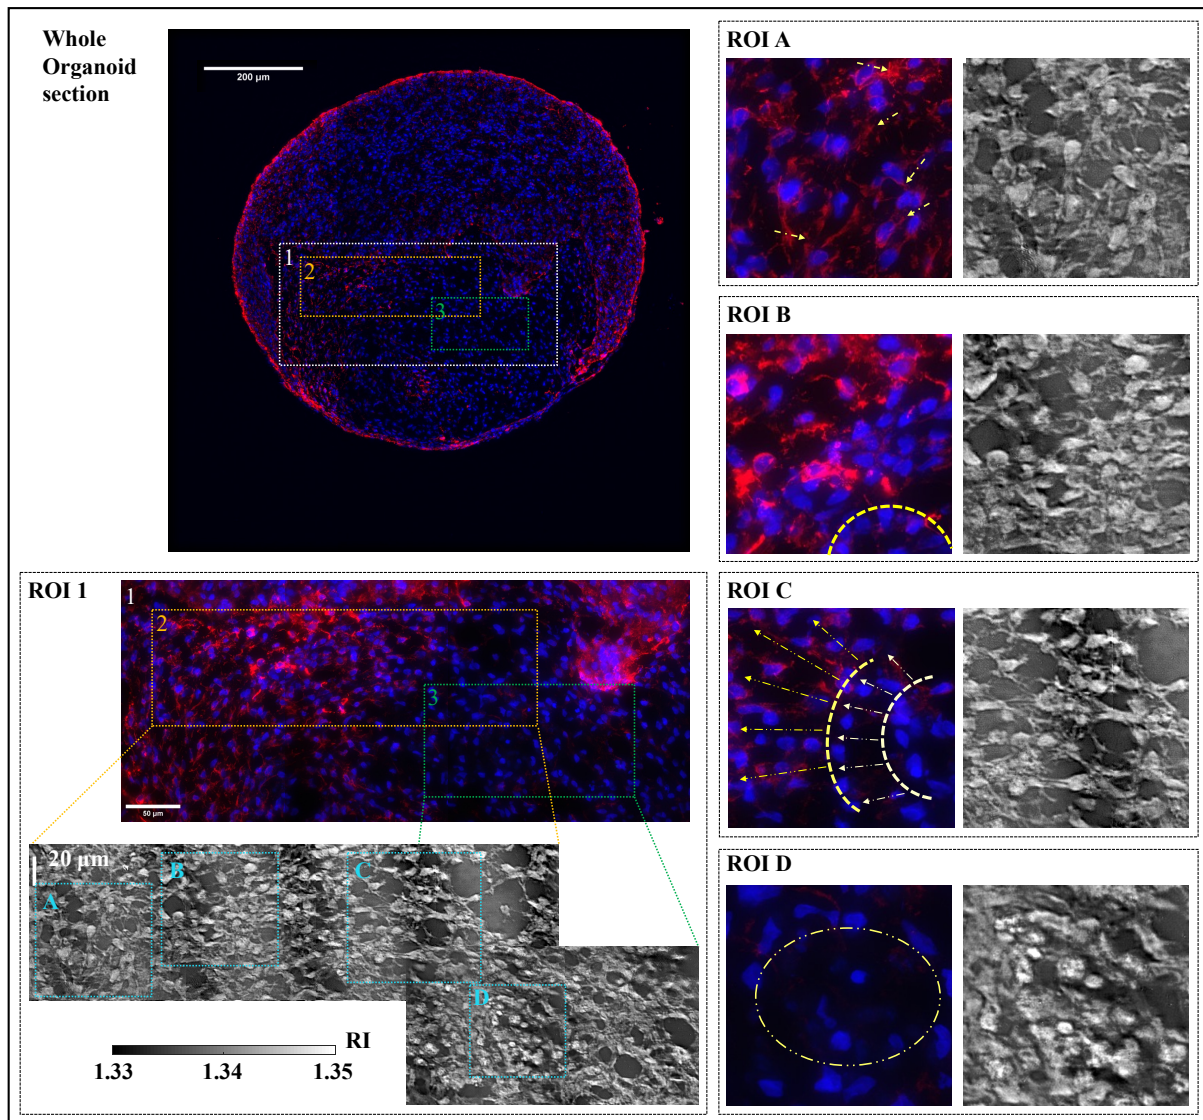 Whole
Organoid
section
200 µm
1
2
3
ROI 1
1
2
3
50 µm
20 µm
A
B
C
D
RI
1.33
1.34
1.35
ROI A
ROI B
ROI C
ROI D